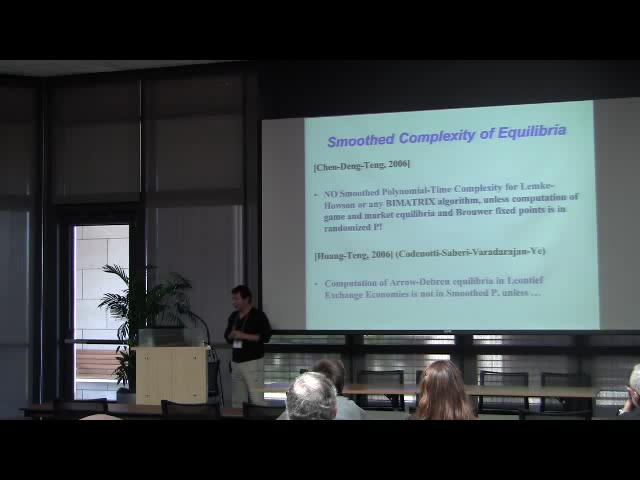 Smoothed Complexity of Equilibria
[Chen-Deng-Teng, 2006]
• NO Smoothed Polynomial-Time Complexity for Lemke-
Howson or any BIMATRIX algorithm, unless computation of
game and market equilibria and Brouwer fixed points is in
randomized P!
[Huang-Teng, 2006] (Codenotti-Saberi-Varadarajan-Ye)
• Computation of Arrow-Debreu equilibria in Leontief
Exchange Economies is not in Smoothed P, unless …